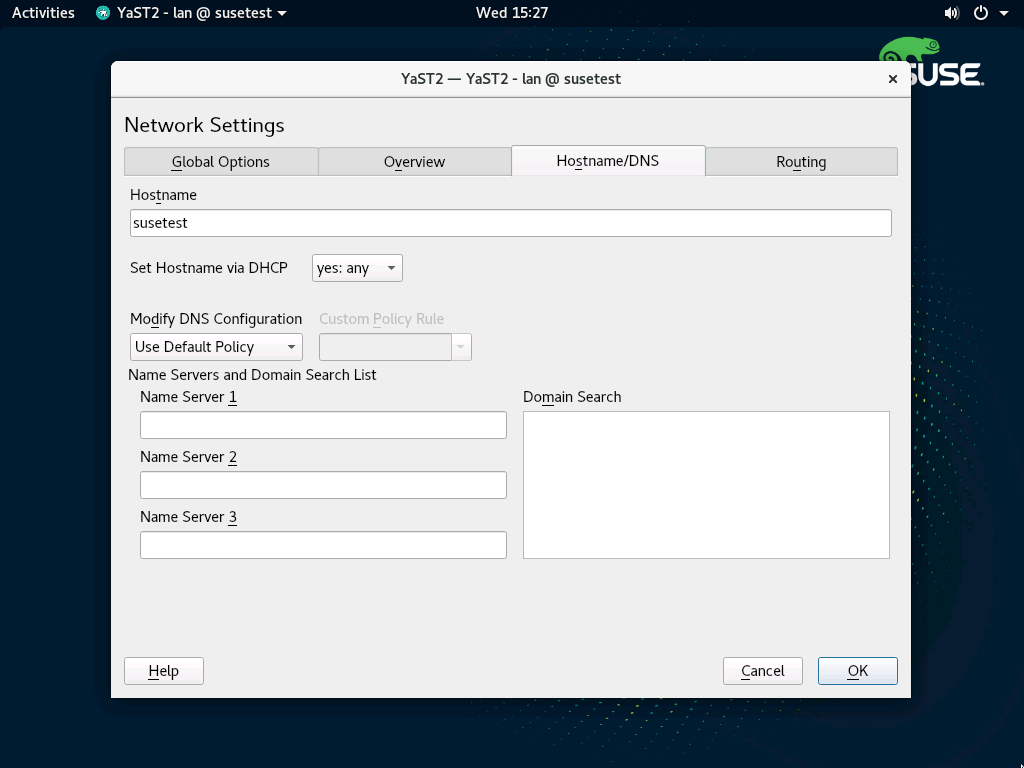 Activities YaST2 - lan @ susetest Wed 15:27
SUSE
YaST2 — YaST2 - lan @ susetest
Network Settings
Global Options Overview Hostname/DNS Routing
Hostname
susetest
Set Hostname via DHCP yes: any
Modify DNS Configuration Custom Policy Rule
Use Default Policy
Name Servers and Domain Search List
Name Server 1 Domain Search
Name Server 2
Name Server 3
Help Cancel OK